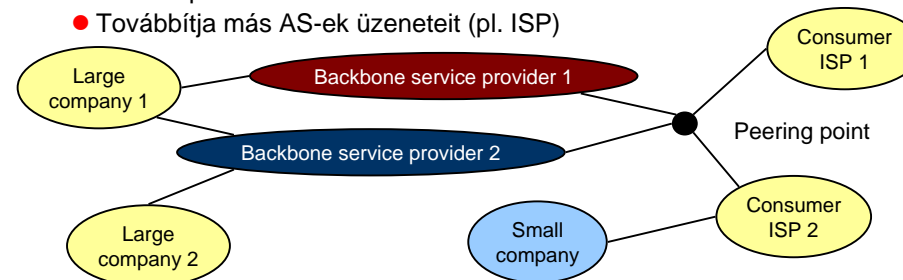 ● Továbbítja más AS-ek üzeneteit (pl. ISP)
Large
company 1
Backbone service provider 1
Consumer
ISP 1
Peering point
Backbone service provider 2
Large
company 2
Small
company
Consumer
ISP 2